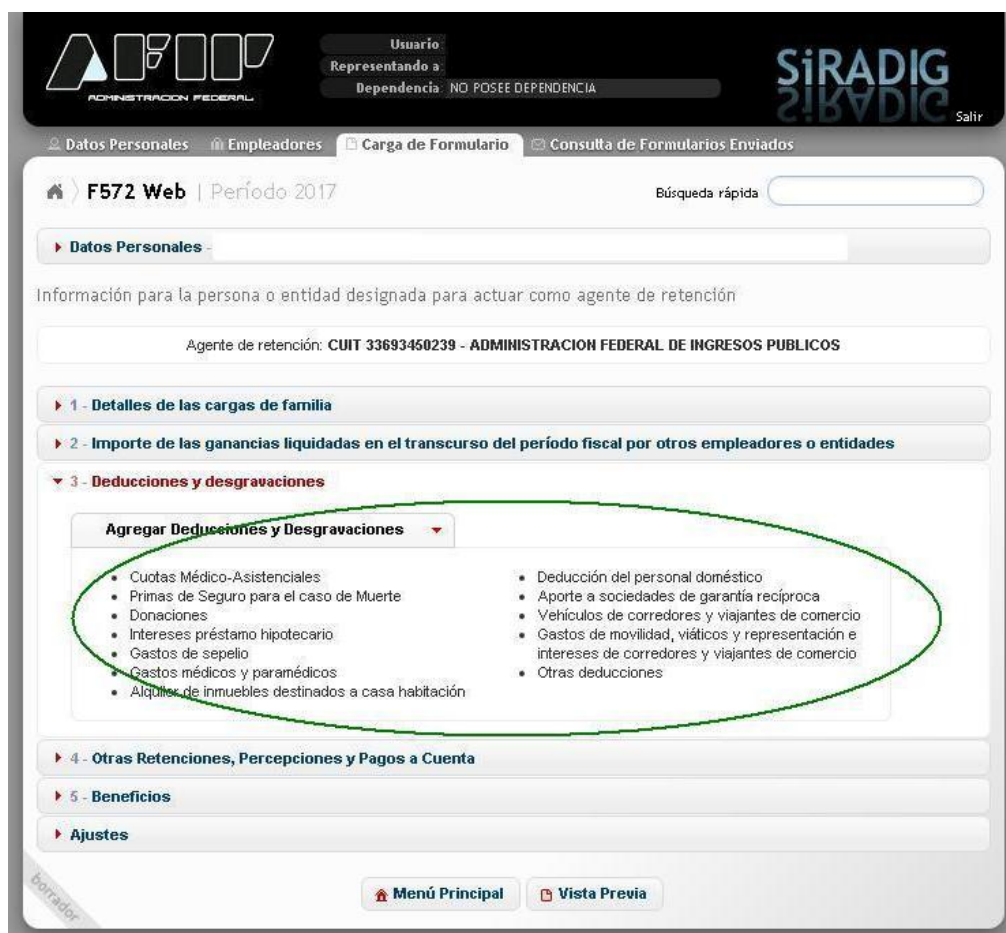 AFIP
ADMINISTRACION FEDERAL
Usuario
Representando a:
Dependencia NO POSEE DEPENDENCIA
SiRADIG
Salir
Datos Personales
Empleadores
Carga de Formulario
Consulta de Formularios Enviados
F572 Web | Período 2017
Búsqueda rápida
Datos Personales -
Información para la persona o entidad designada para actuar como agente de retención
Agente de retención: CUIT 33693450239 - ADMINISTRACION FEDERAL DE INGRESOS PUBLICOS
1 - Detalles de las cargas de familia
2 - Importe de las ganancias liquidadas en el transcurso del período fiscal por otros empleadores o entidades
3 - Deducciones y desgravaciones
Agregar Deducciones y Desgravaciones
Cuotas Médico-Asistenciales
Primas de Seguro para el caso de Muerte
Donaciones
Intereses préstamo hipotecario
Gastos de sepelio
Gastos médicos y paramédicos
Alquiler de inmuebles destinados a casa habitación
Deducción del personal doméstico
Aporte a sociedades de garantía recíproca
Vehículos de corredores y viajantes de comercio
Gastos de movilidad, viáticos y representación e
intereses de corredores y viajantes de comercio
Otras deducciones
4 - Otras Retenciones, Percepciones y Pagos a Cuenta
5 - Beneficios
Ajustes
borrador
Menú Principal
Vista Previa